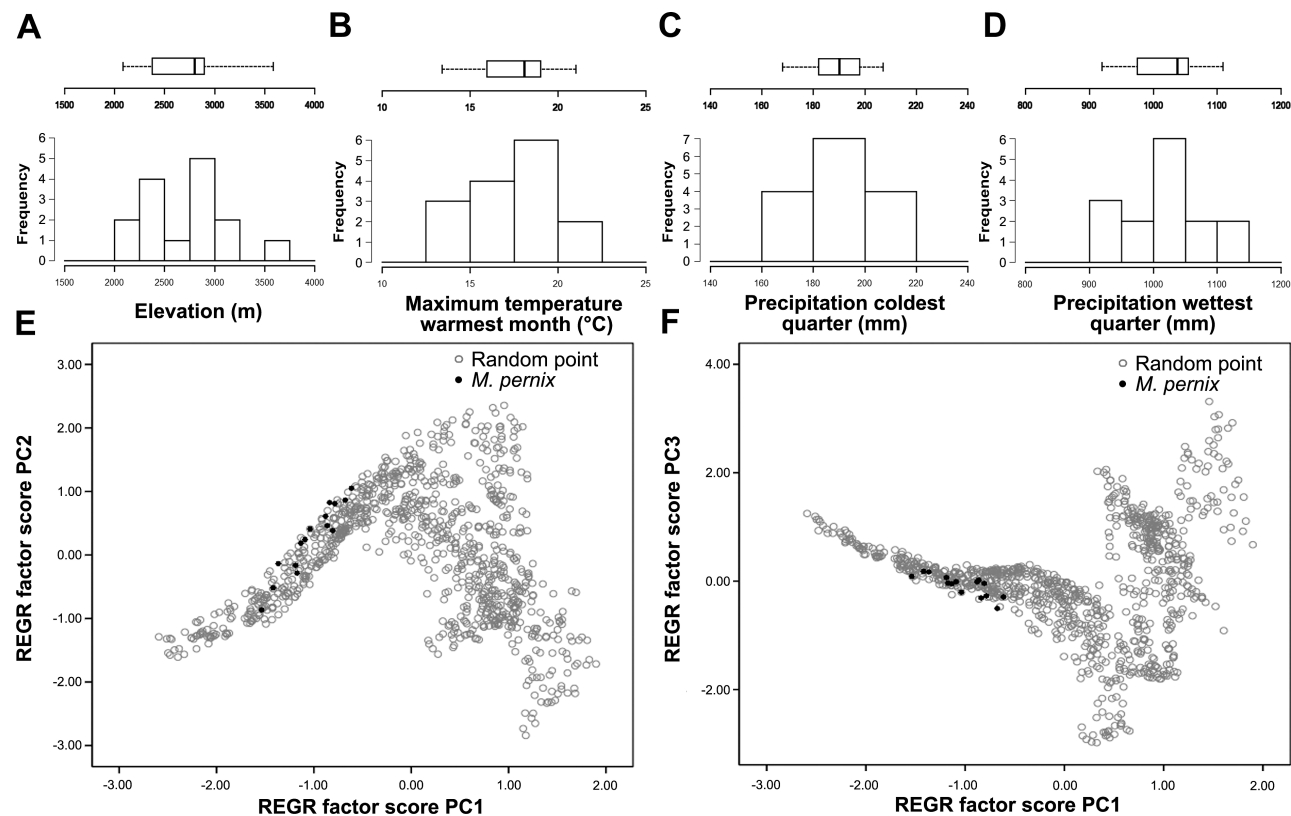 A
B
C
D
1500 2000 2500 3000 3500 4000
10 15 20 25
140 160 180 200 220 240
800 900 1000 1100 1200
Frequency
6
5
4
3
2
1
0
1500 2000 2500 3000 3500 4000
Elevation (m)
Frequency
6
5
4
3
2
1
0
10 15 20 25
Maximum temperature
warmest month (°C)
Frequency
7
6
5
4
3
2
1
0
140 160 180 200 220 240
Precipitation coldest
quarter (mm)
Frequency
6
5
4
3
2
1
0
800 900 1000 1100 1200
Precipitation wettest
quarter (mm)
E
Random point
M. pernix
REGR factor score PC2
3.00
2.00
1.00
0.00
-1.00
-2.00
-3.00
-3.00 -2.00 -1.00 0.00 1.00 2.00
REGR factor score PC1
F
Random point
M. pernix
REGR factor score PC3
4.00
2.00
0.00
-2.00
-3.00 -2.00 -1.00 0.00 1.00 2.00
REGR factor score PC1